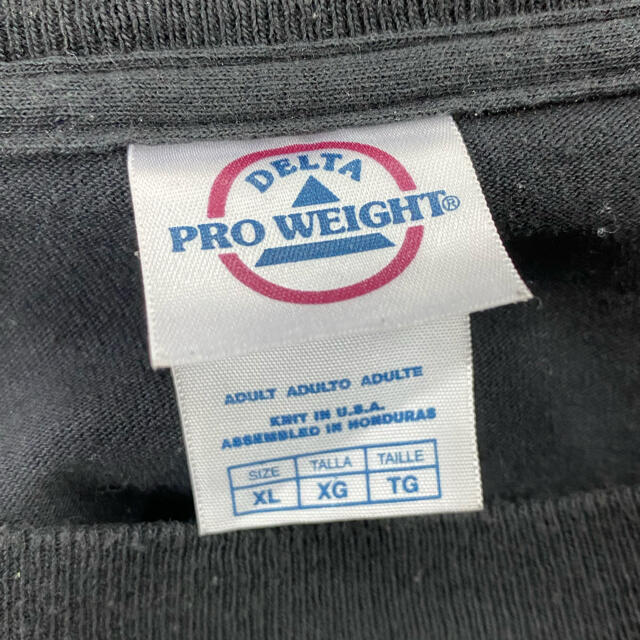 DELTA
PRO WEIGHT®
ADULT ADULTO ADULTE
KNIT IN U.S.A.
ASSEMBLED IN HONDURAS
SIZE TALLA TAILLE
XL XG TG